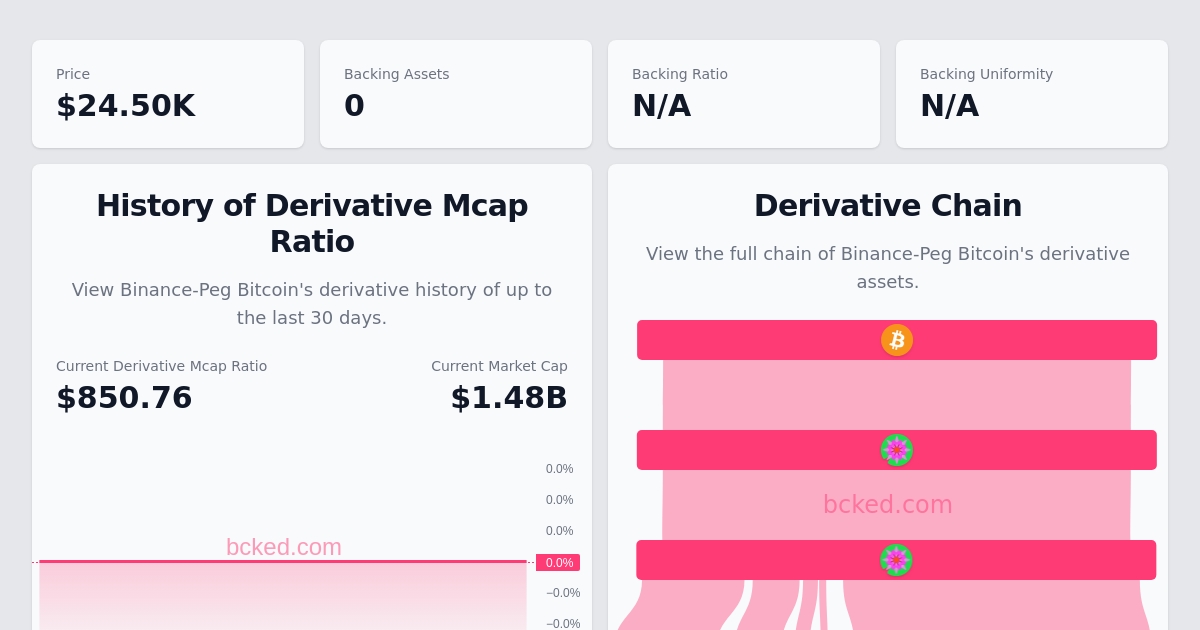 Price
$24.50K
Backing Assets
0
Backing Ratio
N/A
Backing Uniformity
N/A
History of Derivative Mcap
Ratio
View Binance-Peg Bitcoin's derivative history of up to
the last 30 days.
Current Derivative Mcap Ratio
$850.76
Current Market Cap
$1.48B
0.0%
0.0%
0.0%
bcked.com
0.0%
−0.0%
−0.0%
Derivative Chain
View the full chain of Binance-Peg Bitcoin's derivative
assets.
bcked.com